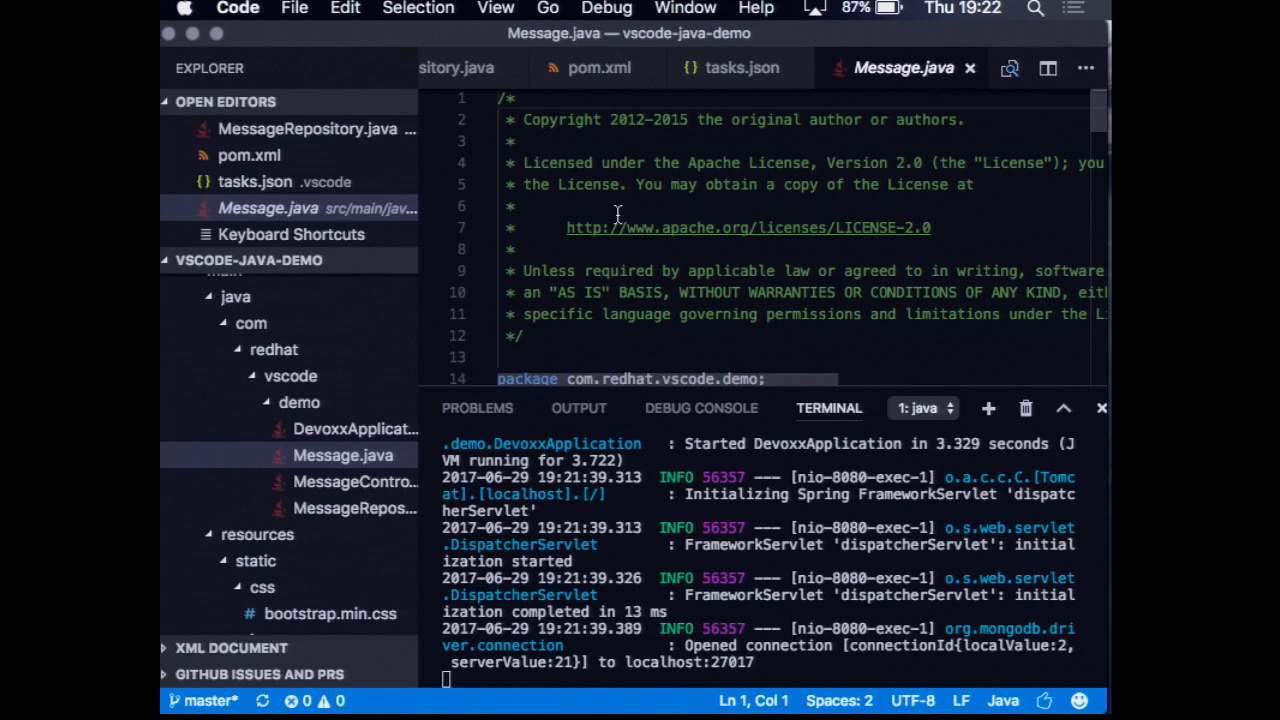 Code File Edit Selection View Go Debug Window Help 87% Thu 19:22
Message.java — vscode-java-demo
EXPLORER
sitory.java pom.xml {} tasks.json Message.java ×
OPEN EDITORS
MessageRepository.java ...
pom.xml
{} tasks.json .vscode
Message.java src/main/jav...
Keyboard Shortcuts
VSCODE-JAVA-DEMO
java
com
redhat
vscode
demo
DevoxxApplicat...
Message.java
MessageContro...
MessageRepos...
resources
static
css
# bootstrap.min.css
XML DOCUMENT
GITHUB ISSUES AND PRS
1 /*
2 * Copyright 2012-2015 the original author or authors.
3 *
4 * Licensed under the Apache License, Version 2.0 (the "License"); you
5 * the License. You may obtain a copy of the License at
6 *
7 * http://www.apache.org/licenses/LICENSE-2.0
8 *
9 * Unless required by applicable law or agreed to in writing, software
10 * an "AS IS" BASIS, WITHOUT WARRANTIES OR CONDITIONS OF ANY KIND, eit
11 * specific language governing permissions and limitations under the L
12 */
13
14 package com.redhat.vscode.demo;
PROBLEMS OUTPUT DEBUG CONSOLE TERMINAL 1: java
.demo.DevoxxApplication : Started DevoxxApplication in 3.329 seconds (J
VM running for 3.722)
2017-06-29 19:21:39.313 INFO 56357 --- [nio-8080-exec-1] o.a.c.c.C.[Tomc
at].[localhost].[/] : Initializing Spring FrameworkServlet 'dispatc
herServlet'
2017-06-29 19:21:39.313 INFO 56357 --- [nio-8080-exec-1] o.s.web.servlet
.DispatcherServlet : FrameworkServlet 'dispatcherServlet': initial
ization started
2017-06-29 19:21:39.326 INFO 56357 --- [nio-8080-exec-1] o.s.web.servlet
.DispatcherServlet : FrameworkServlet 'dispatcherServlet': initial
ization completed in 13 ms
2017-06-29 19:21:39.389 INFO 56357 --- [nio-8080-exec-1] org.mongodb.dri
ver.connection : Opened connection [connectionId{localValue:2,
serverValue:21}] to localhost:27017
master* 0 0 Ln 1, Col 1 Spaces: 2 UTF-8 LF Java